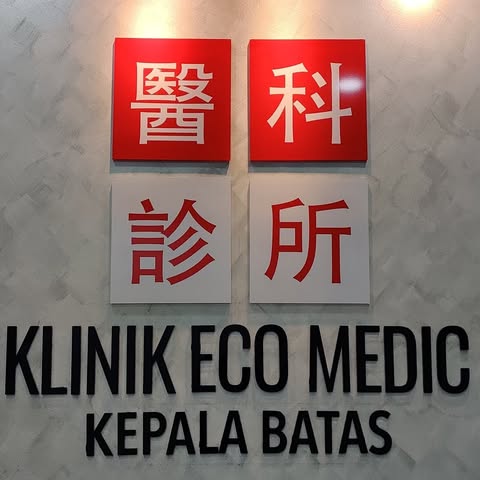 醫科
診所
KLINIK ECO MEDIC
KEPALA BATAS